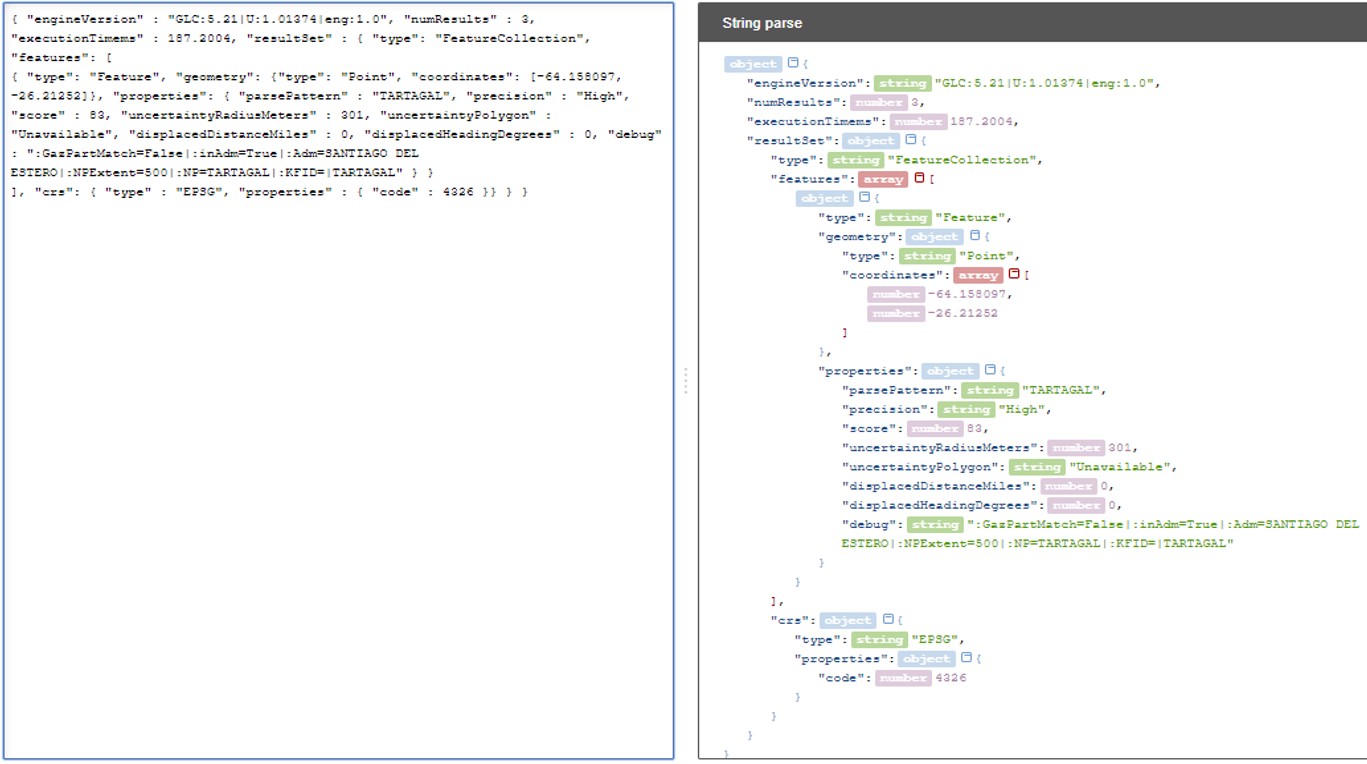 { "engineVersion" : "GLC:5.21|U:1.01374|eng:1.0", "numResults" : 3,
"executionTimems" : 187.2004, "resultSet" : { "type": "FeatureCollection",
"features": [
{ "type": "Feature", "geometry": {"type": "Point", "coordinates": [-64.158097,
-26.21252]}, "properties": { "parsePattern" : "TARTAGAL", "precision" : "High",
"score" : 83, "uncertaintyRadiusMeters" : 301, "uncertaintyPolygon" :
"Unavailable", "displacedDistanceMiles" : 0, "displacedHeadingDegrees" : 0, "debug"
: ":GazPartMatch=False|:inAdm=True|:Adm=SANTIAGO DEL
ESTERO|:NPExtent=500|:NP=TARTAGAL|:KFID=|TARTAGAL" } }
], "crs": { "type" : "EPSG", "properties" : { "code" : 4326 }} } }
String parse
object {
"engineVersion": string "GLC:5.21|U:1.01374|eng:1.0",
"numResults": number 3,
"executionTimems": number 187.2004,
"resultSet": object {
"type": string "FeatureCollection",
"features": array [
object {
"type": string "Feature",
"geometry": object {
"type": string "Point",
"coordinates": array [
number -64.158097,
number -26.21252
]
},
"properties": object {
"parsePattern": string "TARTAGAL",
"precision": string "High",
"score": number 83,
"uncertaintyRadiusMeters": number 301,
"uncertaintyPolygon": string "Unavailable",
"displacedDistanceMiles": number 0,
"displacedHeadingDegrees": number 0,
"debug": string ":GazPartMatch=False|:inAdm=True|:Adm=SANTIAGO DEL
ESTERO|:NPExtent=500|:NP=TARTAGAL|:KFID=|TARTAGAL"
}
}
],
"crs": object {
"type": string "EPSG",
"properties": object {
"code": number 4326
}
}
}
}